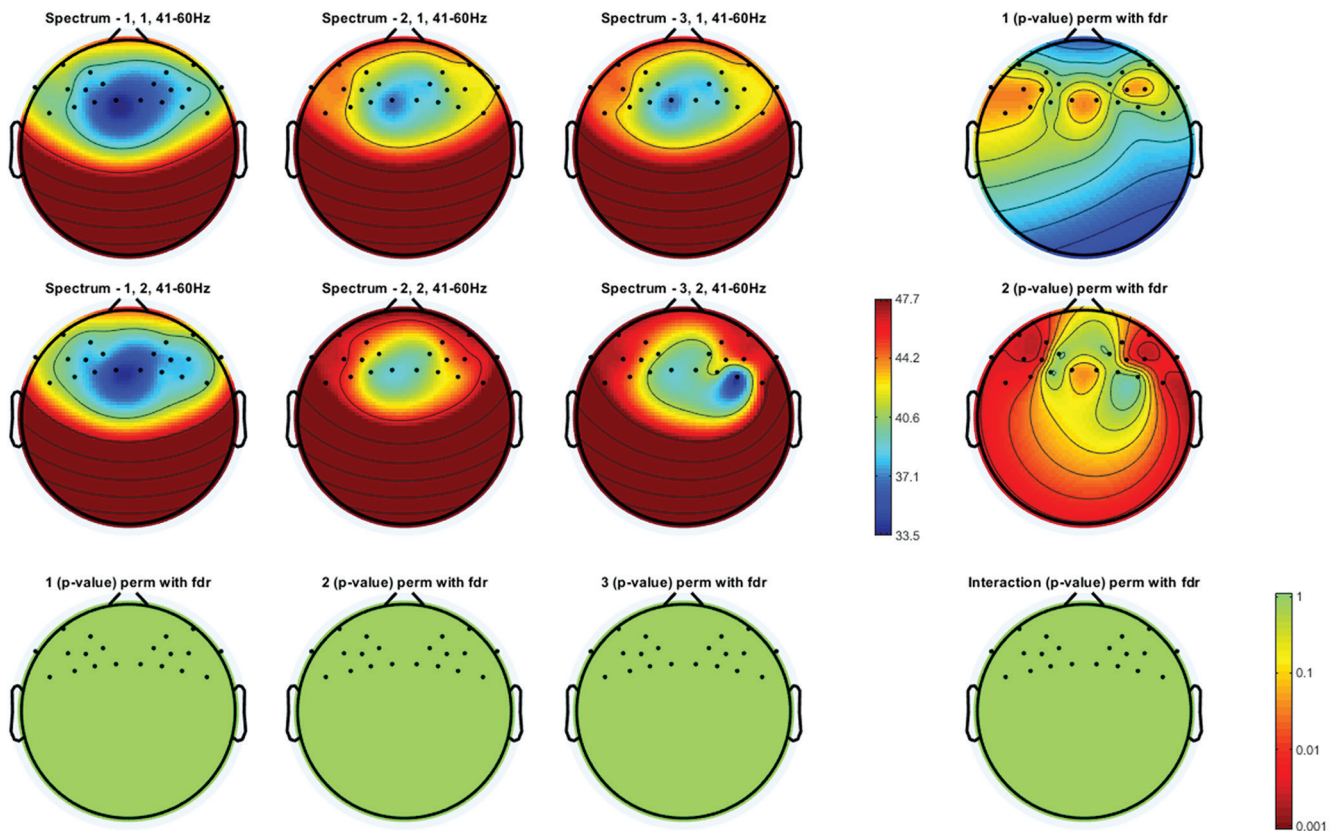 Spectrum - 1, 1, 41-60Hz
Spectrum - 2, 1, 41-60Hz
Spectrum - 3, 1, 41-60Hz
1 (p-value) perm with fdr
Spectrum - 1, 2, 41-60Hz
Spectrum - 2, 2, 41-60Hz
Spectrum - 3, 2, 41-60Hz
2 (p-value) perm with fdr
47.7
44.2
40.6
37.1
33.5
1 (p-value) perm with fdr
2 (p-value) perm with fdr
3 (p-value) perm with fdr
Interaction (p-value) perm with fdr
1
0.1
0.01
0.001